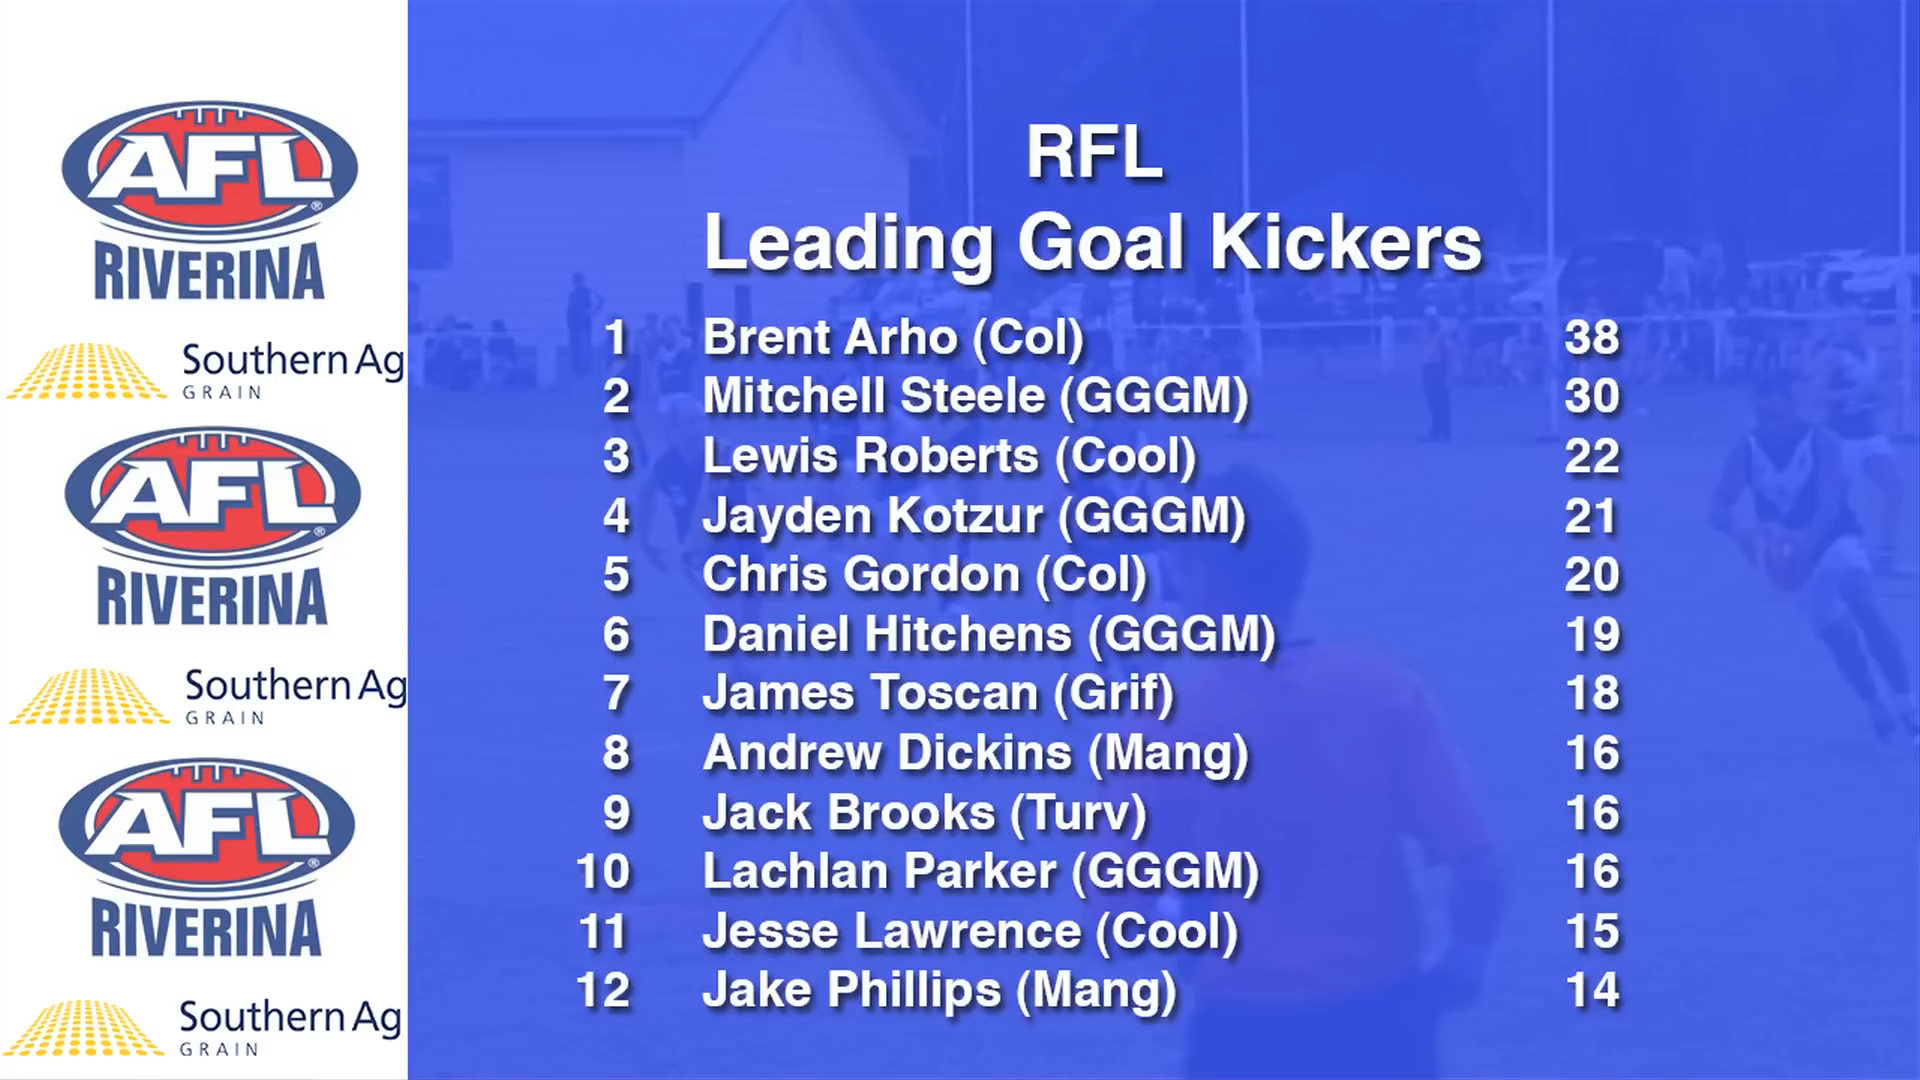 AFL
RIVERINA
Southern Ag
GRAIN
AFL
RIVERINA
Southern Ag
GRAIN
AFL
RIVERINA
Southern Ag
GRAIN
RFL
Leading Goal Kickers
1 Brent Arho (Col) 38
2 Mitchell Steele (GGGM) 30
3 Lewis Roberts (Cool) 22
4 Jayden Kotzur (GGGM) 21
5 Chris Gordon (Col) 20
6 Daniel Hitchens (GGGM) 19
7 James Toscan (Grif) 18
8 Andrew Dickins (Mang) 16
9 Jack Brooks (Turv) 16
10 Lachlan Parker (GGGM) 16
11 Jesse Lawrence (Cool) 15
12 Jake Phillips (Mang) 14